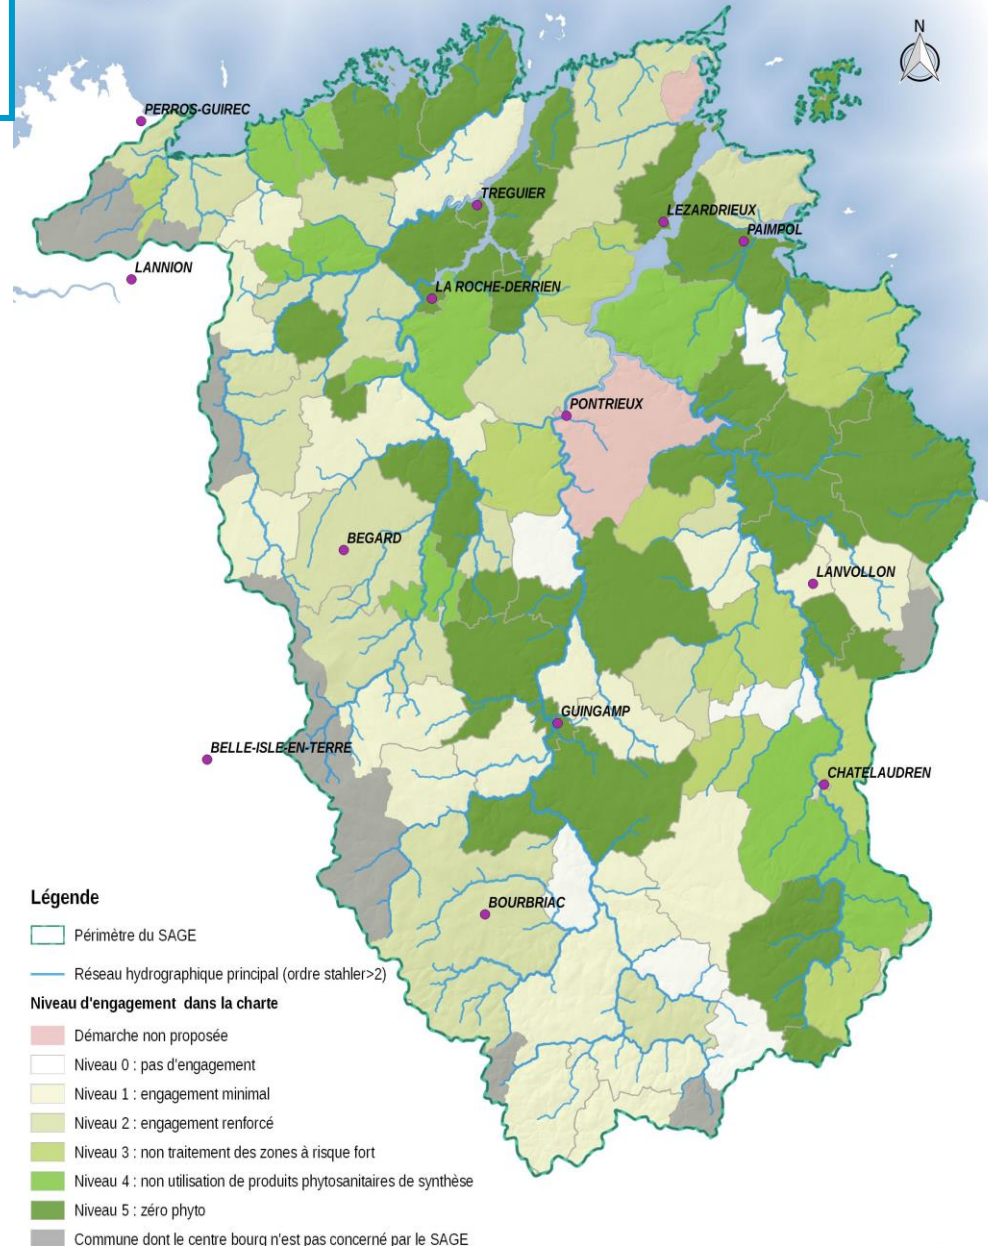 N
PERROS-GUIREC
TREGUIER
LEZARDRIEUX
PAIMPOL
LANNION
LA ROCHE-DERRIEN
PONTRIEUX
BEGARD
LANVOLLON
GUINGAMP
BELLE-ISLE-EN-TERRE
CHATELAUDREN
BOURBRIAC
Légende
Périmètre du SAGE
Réseau hydrographique principal (ordre stahler>2)
Niveau d'engagement dans la charte
Démarche non proposée
Niveau 0 : pas d'engagement
Niveau 1 : engagement minimal
Niveau 2 : engagement renforcé
Niveau 3 : non traitement des zones à risque fort
Niveau 4 : non utilisation de produits phytosanitaires de synthèse
Niveau 5 : zéro phyto
Commune dont le centre bourg n'est pas concerné par le SAGE